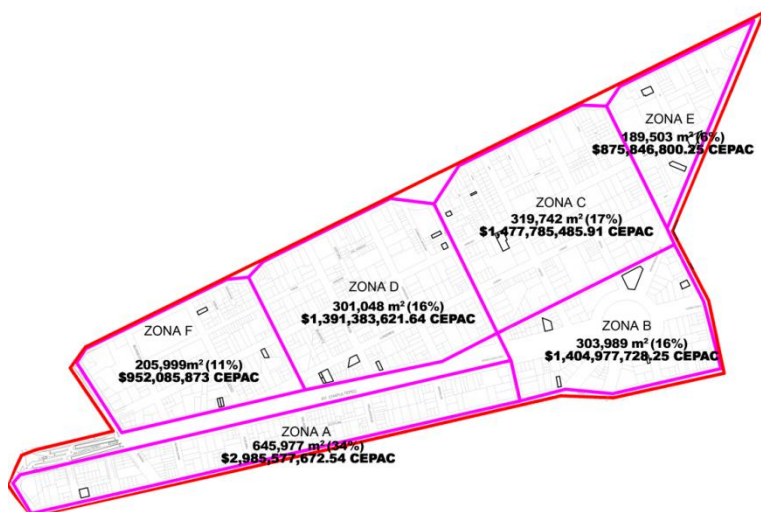 ZONA E
189,503 m² (6%)
$875,846,800.25 CEPAC
ZONA C
319,742 m² (17%)
$1,477,785,485.91 CEPAC
ZONA D
301,048 m² (16%)
$1,391,383,621.64 CEPAC
ZONA F
205,999m² (11%)
$952,085,873 CEPAC
ZONA B
303,989 m² (16%)
$1,404,977,728.25 CEPAC
AV. CHAPULTEPEC
ZONA A
645,977 m² (34%)
$2,985,577,672.54 CEPAC